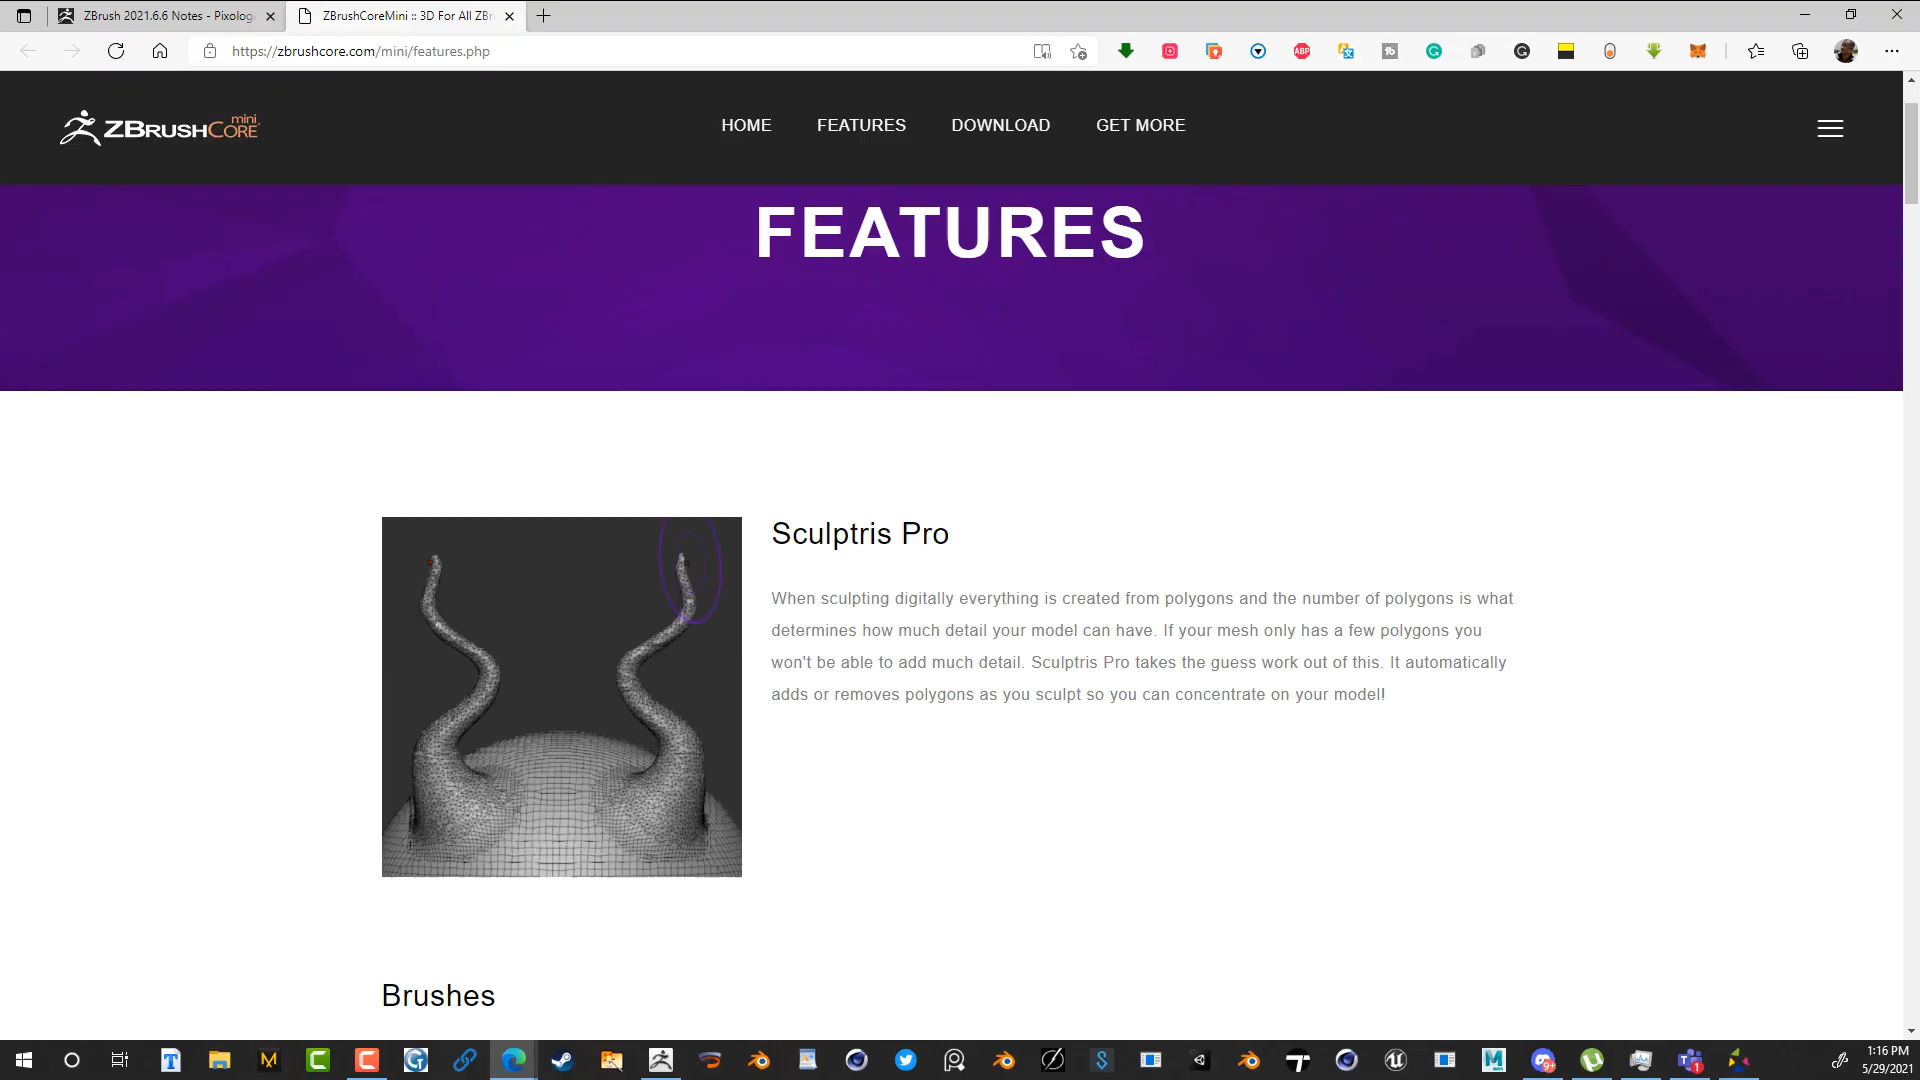 ZBrush 2021.6.6 Notes - Pixolog
ZBrushCoreMini :: 3D For All ZBr
https://zbrushcore.com/mini/features.php
ABP
ZBRUSHCORE mini
HOME
FEATURES
DOWNLOAD
GET MORE
FEATURES
Sculptris Pro
When sculpting digitally everything is created from polygons and the number of polygons is what
determines how much detail your model can have. If your mesh only has a few polygons you
won't be able to add much detail. Sculptris Pro takes the guess work out of this. It automatically
adds or removes polygons as you sculpt so you can concentrate on your model!
Brushes
9+
1
1:16 PM
5/29/2021